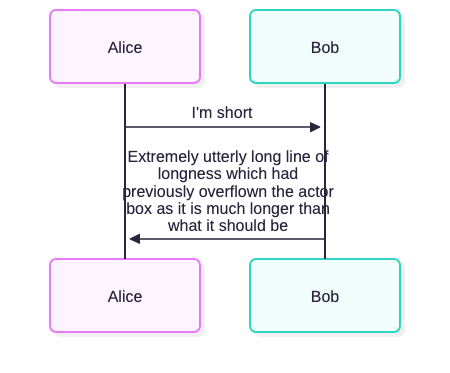 Alice
Bob
I'm short
Extremely utterly long line of
longness which had
previously overflown the actor
box as it is much longer than
what it should be
Alice
Bob